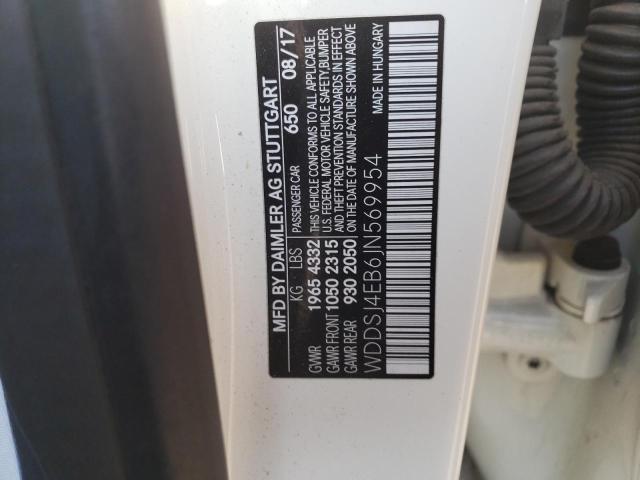 MFD BY DAIMLER AG STUTTGART
KG LBS PASSENGER CAR 650 08/17
GVWR 1965 4332 THIS VEHICLE CONFORMS TO ALL APPLICABLE
GAWR FRONT 1050 2315 U.S. FEDERAL MOTOR VEHICLE SAFETY, BUMPER
GAWR REAR 930 2050 AND THEFT PREVENTION STANDARDS IN EFFECT
ON THE DATE OF MANUFACTURE SHOWN ABOVE
WDDSJ4EB6JN569954 MADE IN HUNGARY